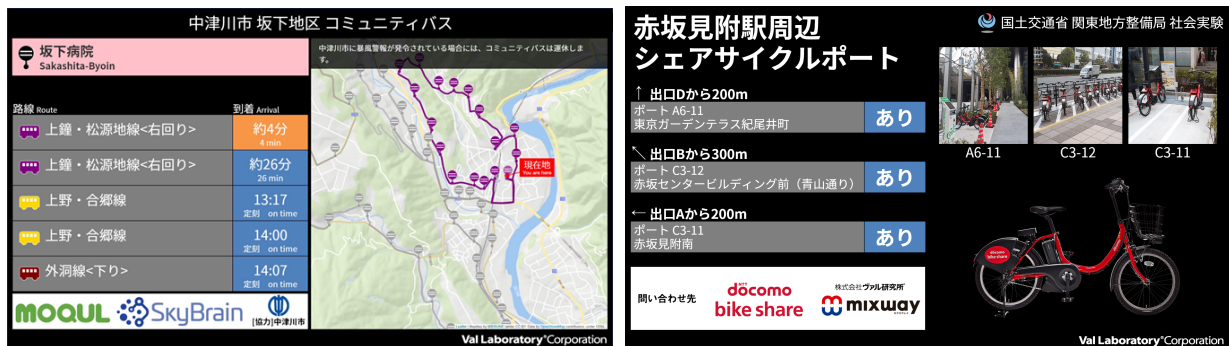 中津川市 坂下地区 コミュニティバス
坂下病院
Sakashita-Byoin
中津川市に暴風警報が発令されている場合には、コミュニティバスは運休しま
す。
路線 Route
到着 Arrival
上鐘・松源地線<右回り>
約4分
4 min
上鐘・松源地線<右回り>
約26分
26 min
上野・合郷線
13:17
定刻 on time
上野・合郷線
14:00
定刻 on time
外洞線<下り>
14:07
定刻 on time
現在地
You are here
MOQUL
SkyBrain
[協力]中津川市
Val Laboratory Corporation
赤坂見附駅周辺
シェアサイクルポート
国土交通省 関東地方整備局 社会実験
↑ 出口Dから200m
ポート A6-11
東京ガーデンテラス紀尾井町
あり
↖ 出口Bから300m
ポート C3-12
赤坂センタービルディング前（青山通り）
あり
← 出口Aから200m
ポート C3-11
赤坂見附南
あり
A6-11
C3-12
C3-11
問い合わせ先
docomo
bike share
株式会社ヴァル研究所
mixway
docomo
bike share
Val Laboratory Corporation